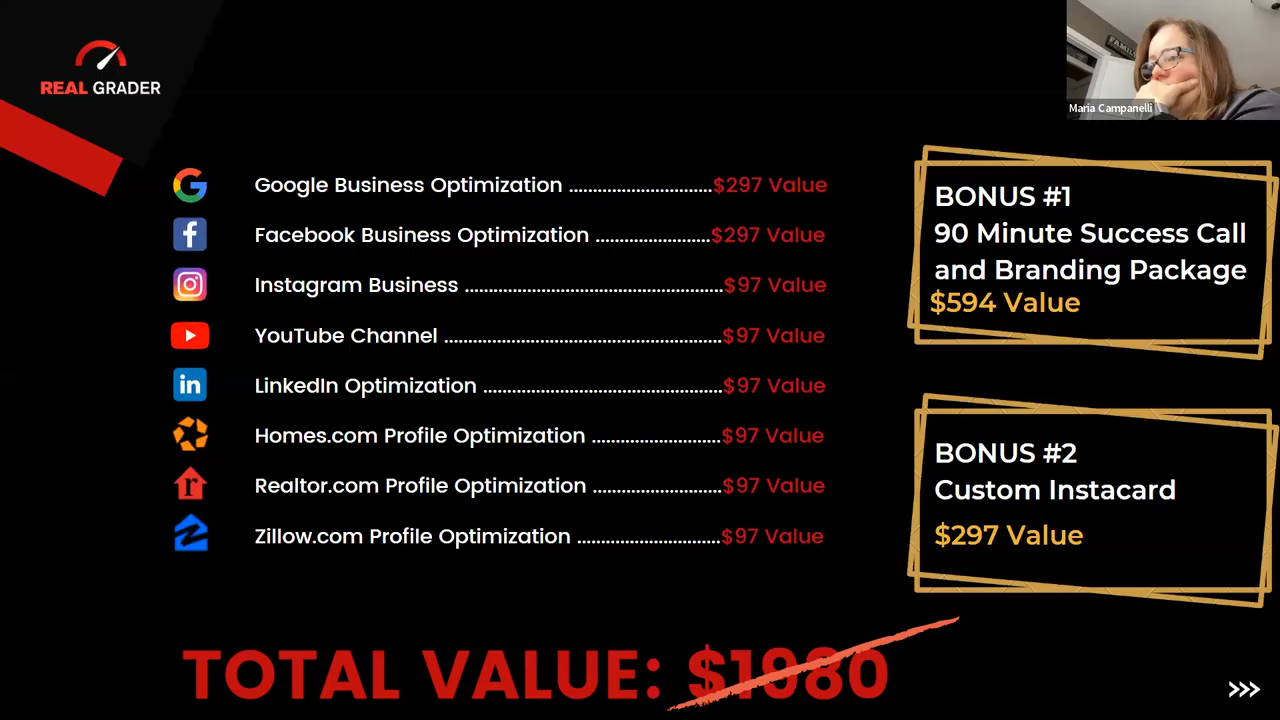 REAL GRADER
Maria Campanelli
Google Business Optimization ...............................$297 Value
Facebook Business Optimization .........................$297 Value
Instagram Business ........................................................$97 Value
YouTube Channel ............................................................$97 Value
LinkedIn Optimization ....................................................$97 Value
Homes.com Profile Optimization ............................$97 Value
Realtor.com Profile Optimization ............................$97 Value
Zillow.com Profile Optimization ...............................$97 Value
BONUS #1
90 Minute Success Call
and Branding Package
$594 Value
BONUS #2
Custom Instacard
$297 Value
TOTAL VALUE: $1980